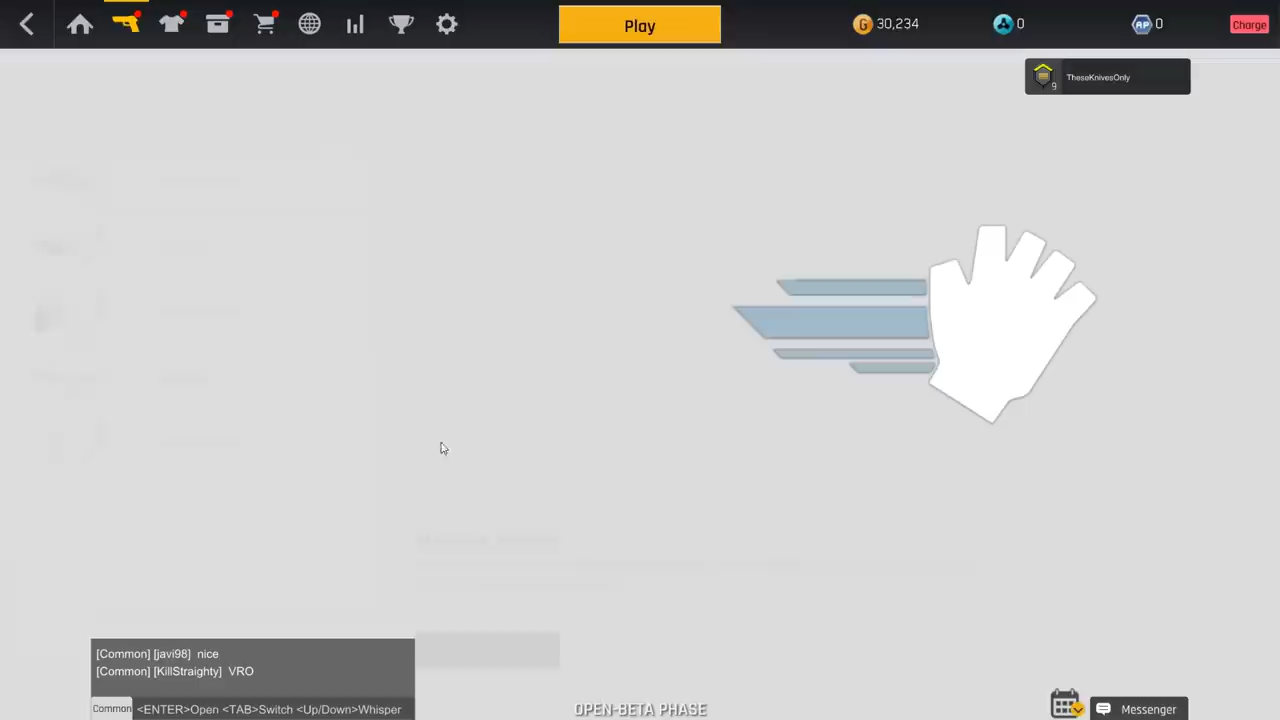 Play
G 30,234
0
AP 0
Charge
9
TheseKnivesOnly
[Common] [javi98] nice
[Common] [KillStraighty] VRO
Common <ENTER>Open <TAB>Switch <Up/Down>Whisper
OPEN-BETA PHASE
Messenger